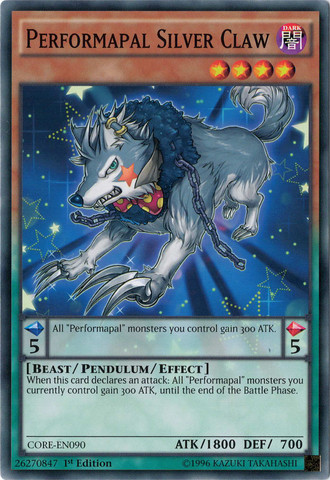 PERFORMAPAL SILVER CLAW
DARK
闇
All "Performapal" monsters you control gain 300 ATK.
5
5
[BEAST/PENDULUM/EFFECT]
When this card declares an attack: All "Performapal" monsters you
currently control gain 300 ATK, until the end of the Battle Phase.
CORE-EN090
ATK/1800 DEF/ 700
26270847 1st Edition
©1996 KAZUKI TAKAHASHI